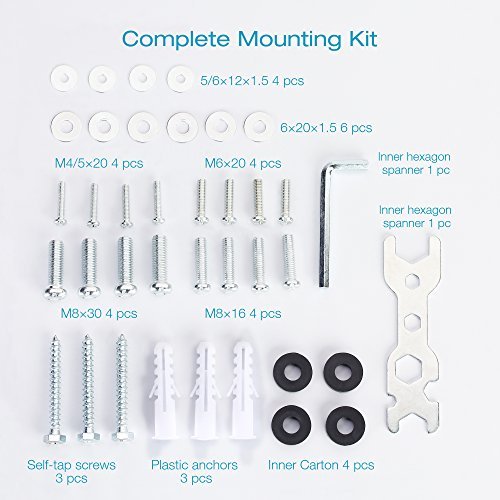 Complete Mounting Kit
5/6×12×1.5 4 pcs
6×20×1.5 6 pcs
M4/5×20 4 pcs
M6×20 4 pcs
Inner hexagon
spanner 1 pc
Inner hexagon
spanner 1 pc
M8×30 4 pcs
M8×16 4 pcs
Self-tap screws
3 pcs
Plastic anchors
3 pcs
Inner Carton 4 pcs